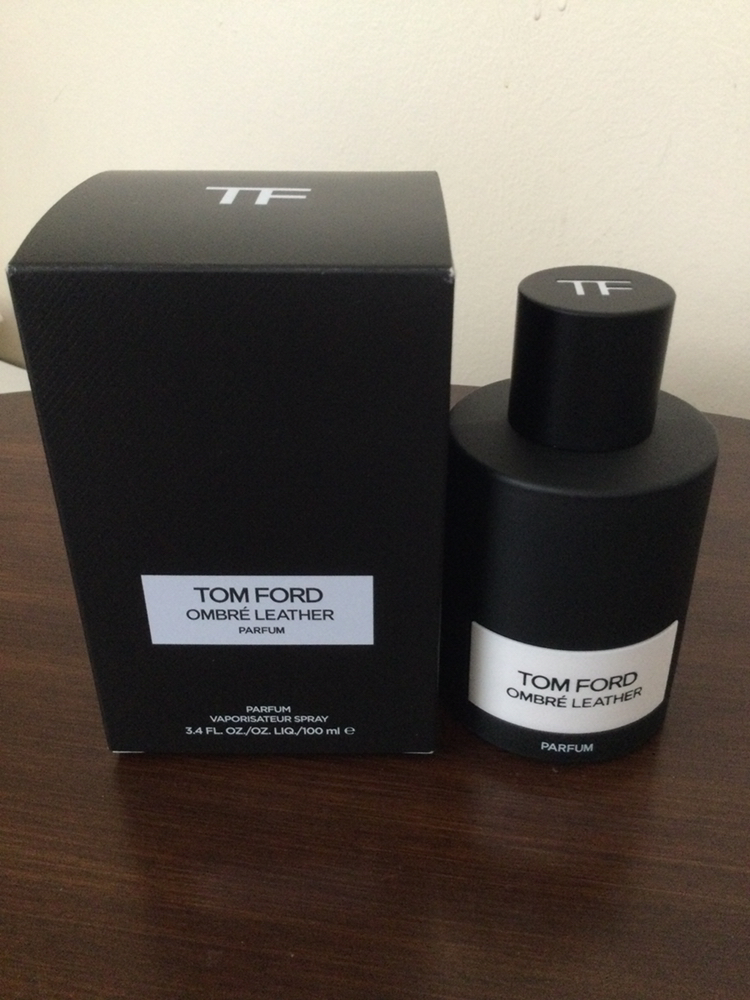 TF
TOM FORD
OMBRÉ LEATHER
PARFUM
PARFUM
VAPORISATEUR SPRAY
3.4 FL. OZ./OZ. LIQ./100 ml ℮
TF
TOM FORD
OMBRÉ LEATHER
PARFUM